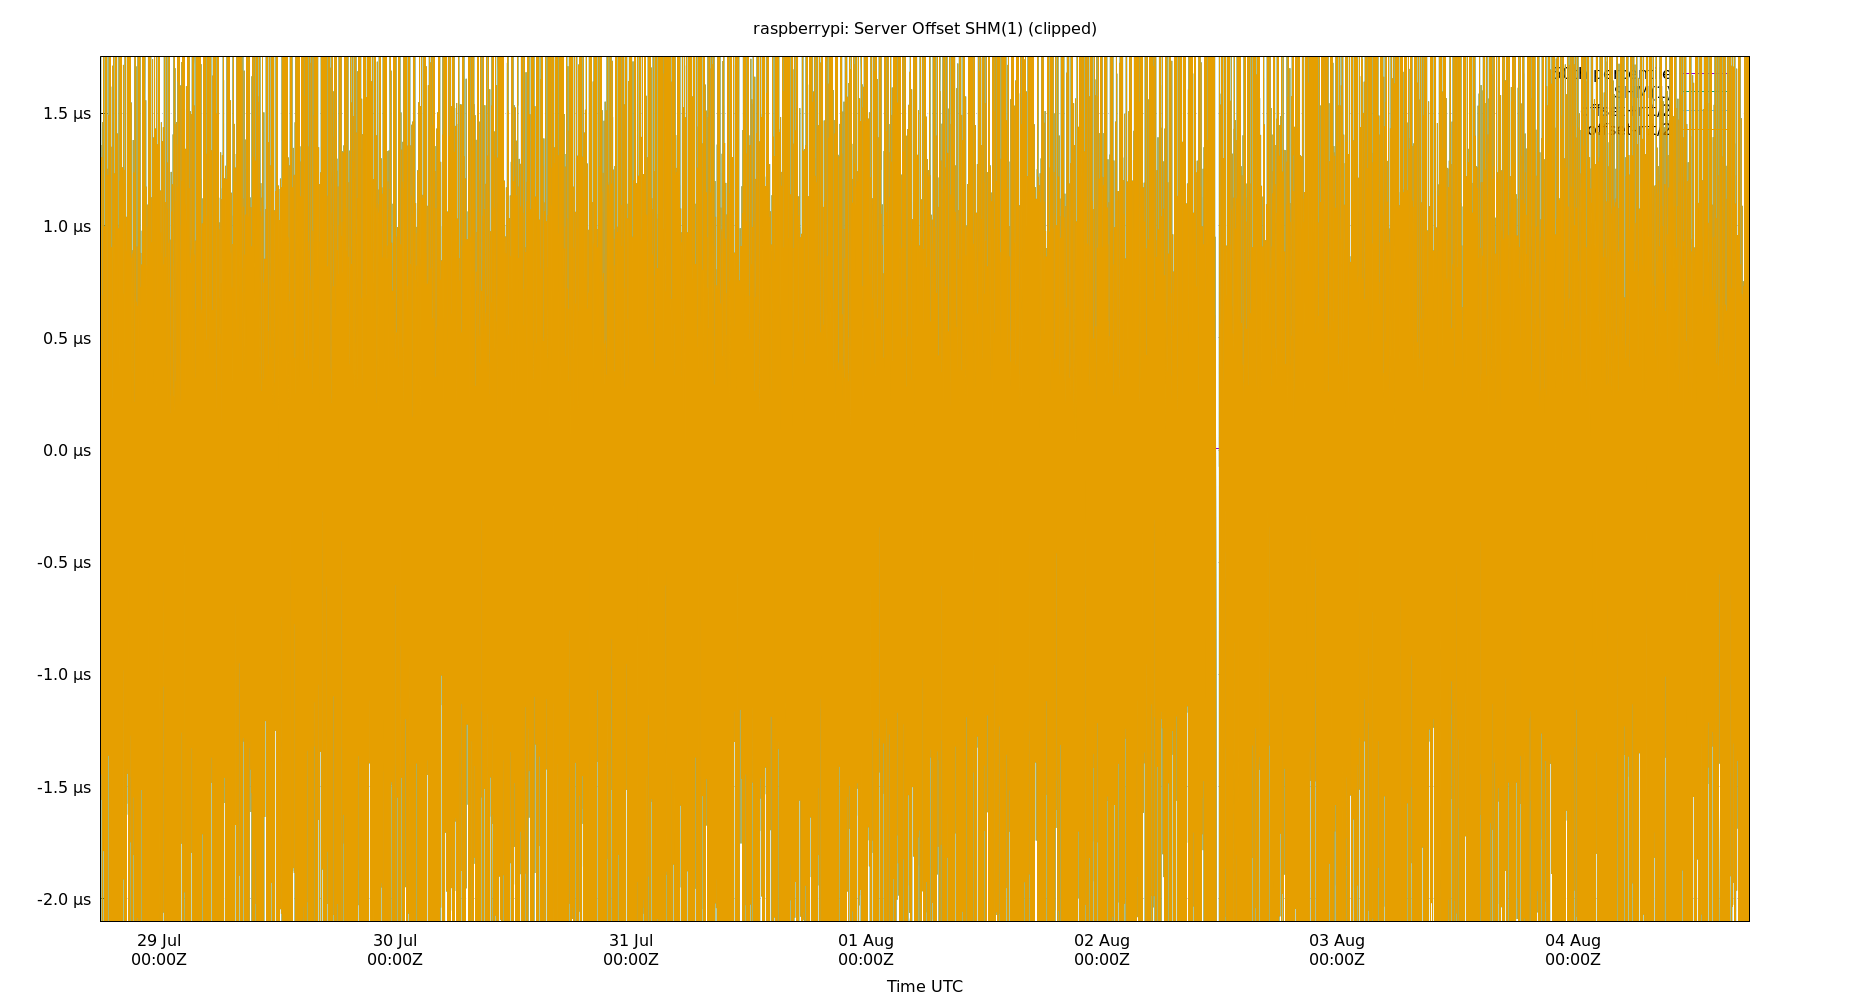 raspberrypi: Server Offset SHM(1) (clipped)
1.5 µs
1.0 µs
0.5 µs
0.0 µs
-0.5 µs
-1.0 µs
-1.5 µs
-2.0 µs
29 Jul 30 Jul 31 Jul 01 Aug 02 Aug 03 Aug 04 Aug
00:00Z 00:00Z 00:00Z 00:00Z 00:00Z 00:00Z 00:00Z
Time UTC